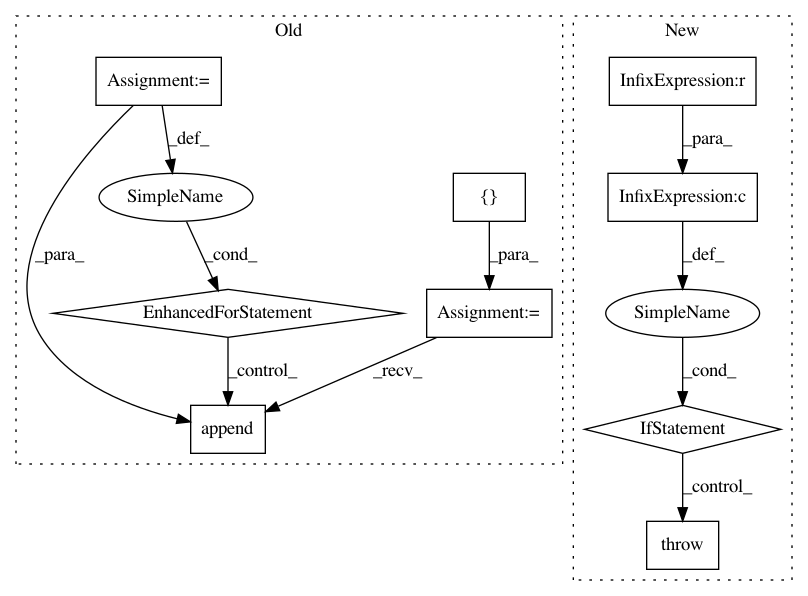 Old
New
Assignment:=
InfixExpression:r
_def_
_para_
SimpleName
{}
InfixExpression:c
_para_
_cond_
_para_
_def_
EnhancedForStatement
Assignment:=
SimpleName
_control_
_recv_
_cond_
append
IfStatement
_control_
throw